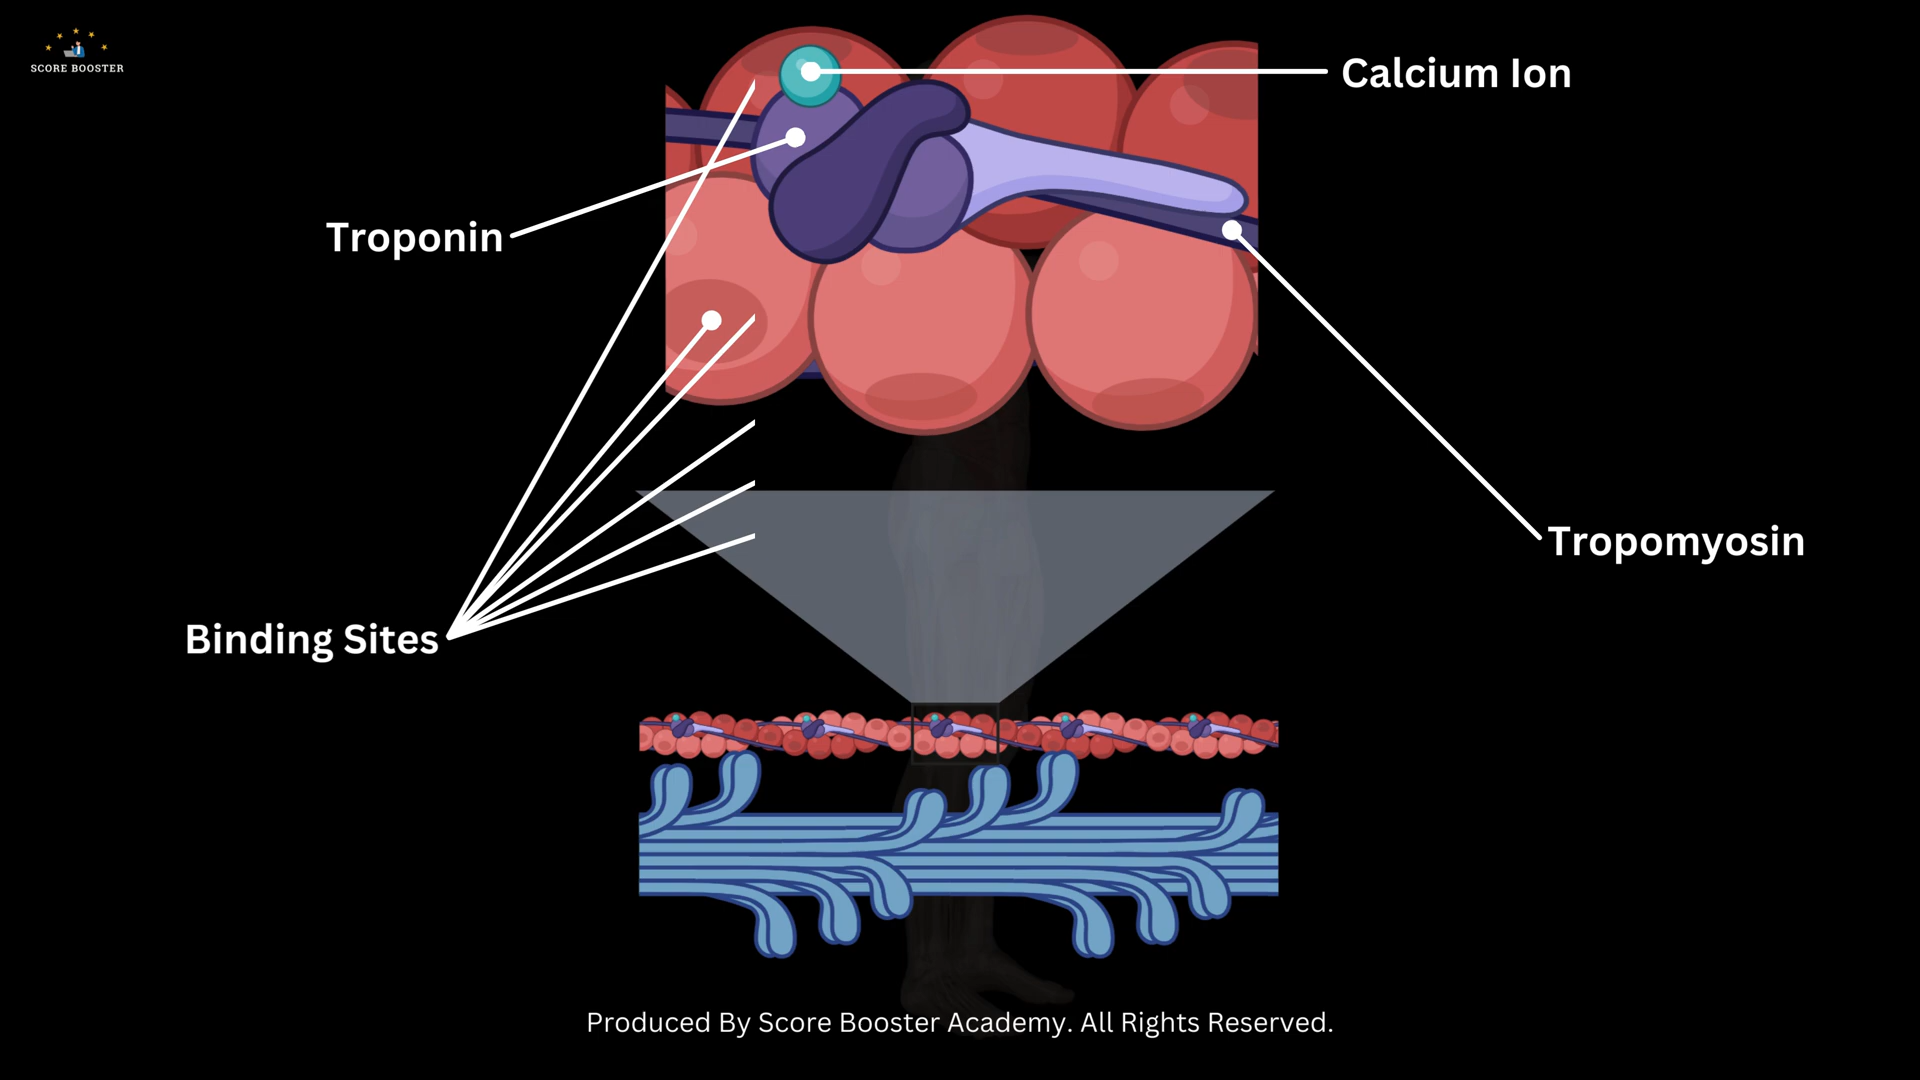 SCORE BOOSTER
Calcium Ion
Troponin
Tropomyosin
Binding Sites
Produced By Score Booster Academy. All Rights Reserved.